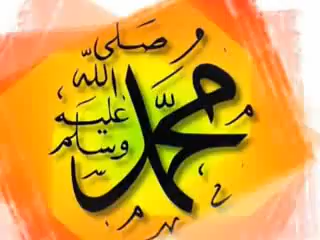 محمد
صلى
الله
عليه
وسلم